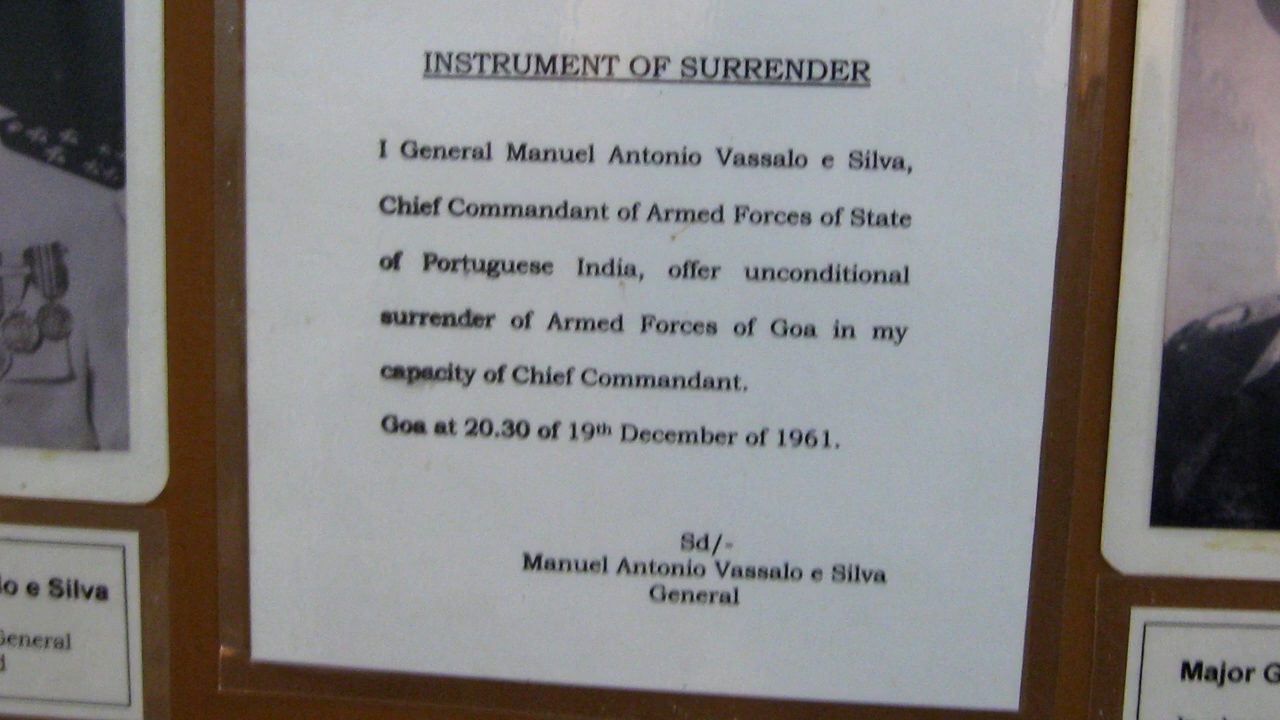 INSTRUMENT OF SURRENDER
I General Manuel Antonio Vassalo e Silva,
Chief Commandant of Armed Forces of State
of Portuguese India, offer unconditional
surrender of Armed Forces of Goa in my
capacity of Chief Commandant.
Goa at 20.30 of 19th December of 1961.
Sd/-
Manuel Antonio Vassalo e Silva
General
e Silva
General
Major